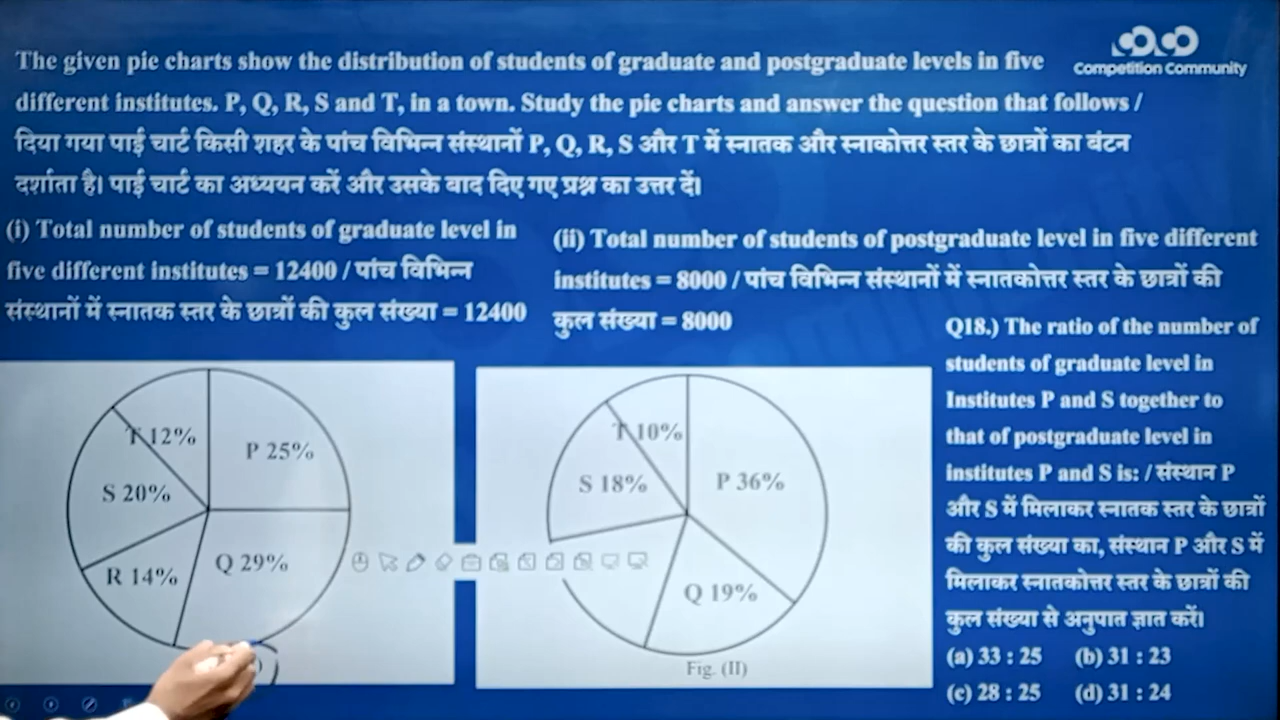 Competition Community
The given pie charts show the distribution of students of graduate and postgraduate levels in five
different institutes. P, Q, R, S and T, in a town. Study the pie charts and answer the question that follows /
दिया गया पाई चार्ट किसी शहर के पांच विभिन्न संस्थानों P, Q, R, S और T में स्नातक और स्नाकोत्तर स्तर के छात्रों का वंटन
दर्शाता है। पाई चार्ट का अध्ययन करें और उसके बाद दिए गए प्रश्न का उत्तर दें।
(i) Total number of students of graduate level in
five different institutes = 12400 / पांच विभिन्न
संस्थानों में स्नातक स्तर के छात्रों की कुल संख्या = 12400
(ii) Total number of students of postgraduate level in five different
institutes = 8000 / पांच विभिन्न संस्थानों में स्नातकोत्तर स्तर के छात्रों की
कुल संख्या = 8000
T 12%
P 25%
S 20%
R 14%
Q 29%
T 10%
P 36%
S 18%
Q 19%
Fig. (II)
Q18.) The ratio of the number of
students of graduate level in
Institutes P and S together to
that of postgraduate level in
institutes P and S is: / संस्थान P
और S में मिलाकर स्नातक स्तर के छात्रों
की कुल संख्या का, संस्थान P और S में
मिलाकर स्नातकोत्तर स्तर के छात्रों की
कुल संख्या से अनुपात ज्ञात करें।
(a) 33 : 25 (b) 31 : 23
(c) 28 : 25 (d) 31 : 24